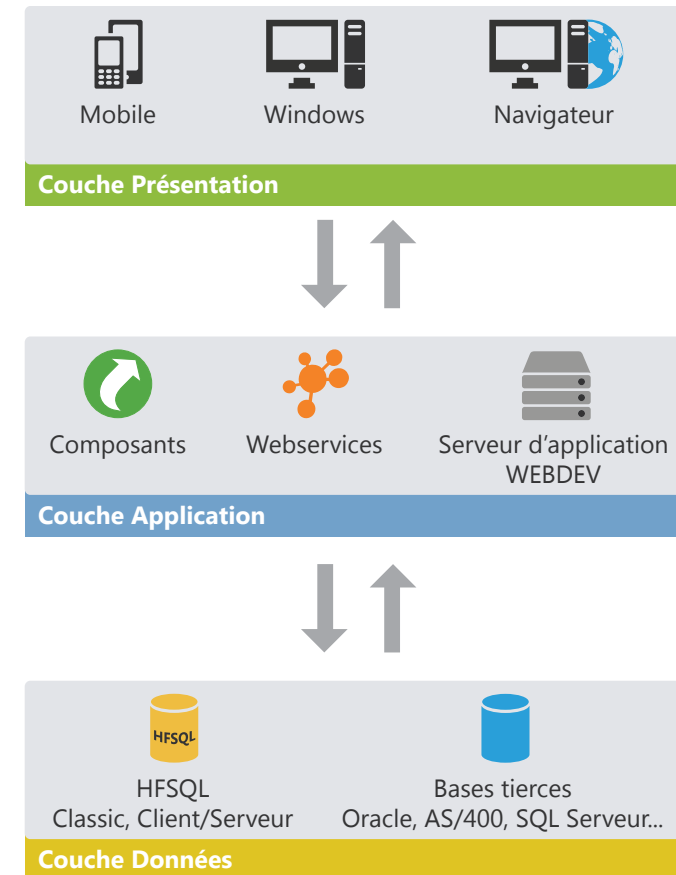 Mobile
Windows
Navigateur
Couche Présentation
Composants
Webservices
Serveur d'application
WEBDEV
Couche Application
HFSQL
HFSQL
Classic, Client/Serveur
Bases tierces
Oracle, AS/400, SQL Serveur...
Couche Données